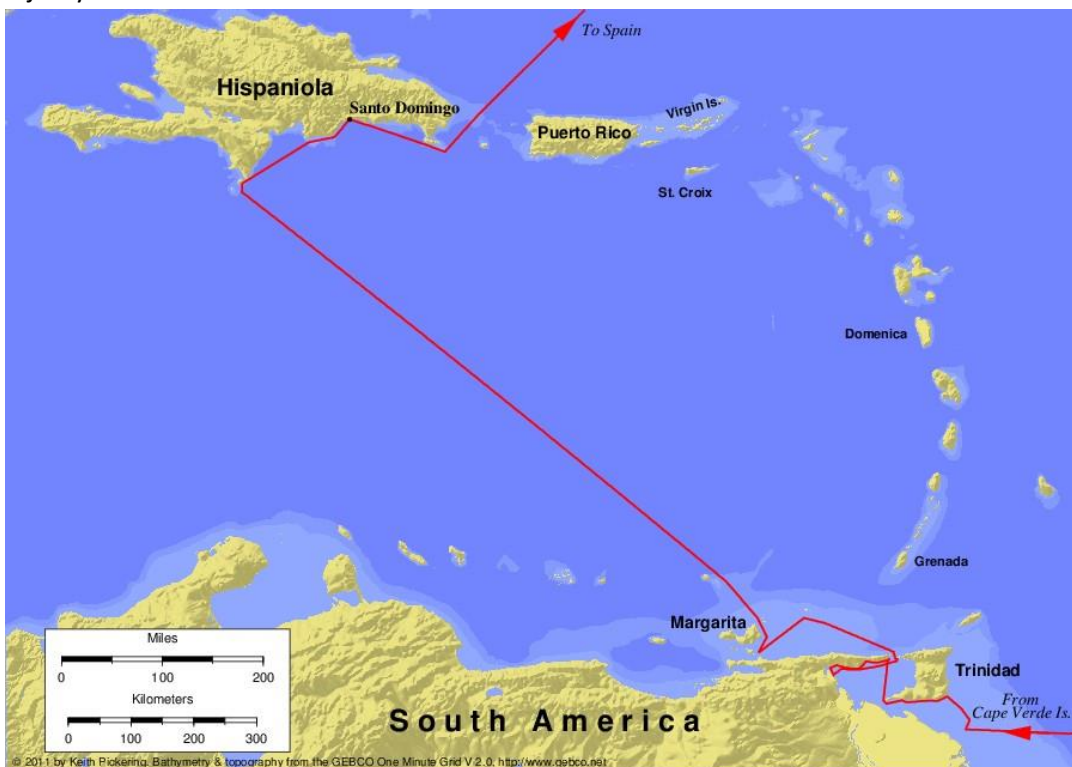 To Spain
Hispaniola
Santo Domingo
Virgin Is.
Puerto Rico
St. Croix
Domenica
Grenada
Margarita
Trinidad
From
Cape Verde Is.
South America
Miles
0 100 200
Kilometers
0 100 200 300
© 2011 by Keith Pickering. Bathymetry & topography from the GEBCO One Minute Grid V 2.0, http://www.gebco.net